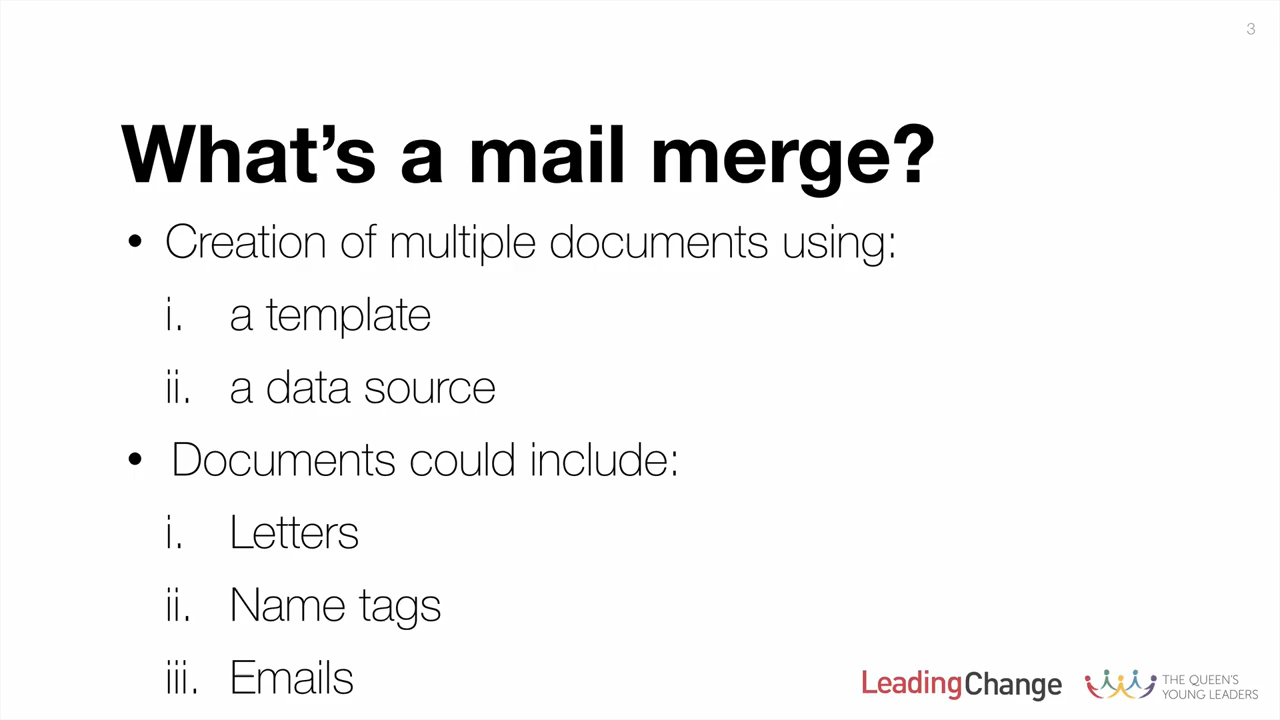 3
What’s a mail merge?
• Creation of multiple documents using:
i. a template
ii. a data source
• Documents could include:
i. Letters
ii. Name tags
iii. Emails
LeadingChange
THE QUEEN'S
YOUNG LEADERS